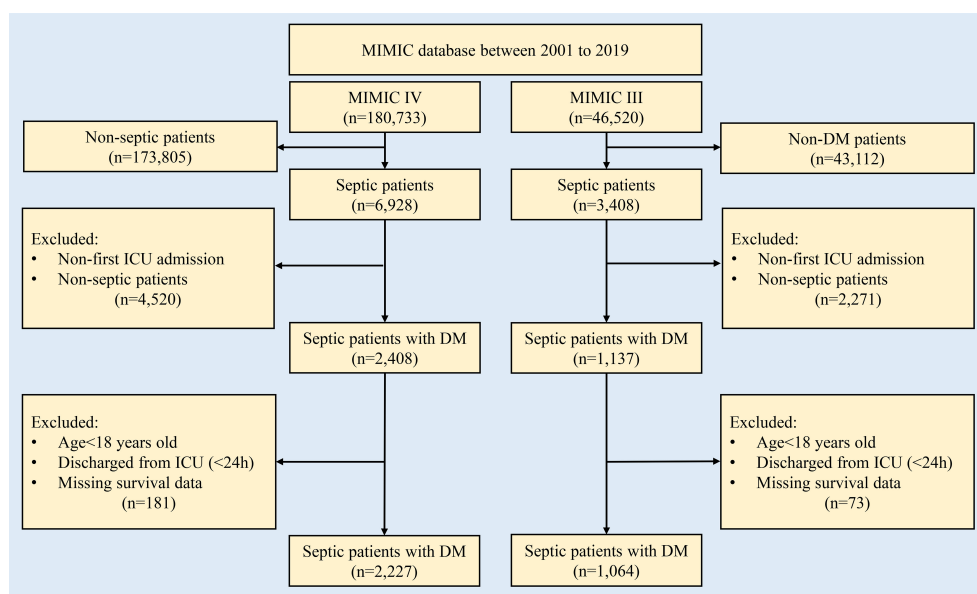 MIMIC database between 2001 to 2019
MIMIC IV
(n=180,733)
MIMIC III
(n=46,520)
Non-septic patients
(n=173,805)
Non-DM patients
(n=43,112)
Septic patients
(n=6,928)
Septic patients
(n=3,408)
Excluded:
• Non-first ICU admission
• Non-septic patients
(n=4,520)
Excluded:
• Non-first ICU admission
• Non-septic patients
(n=2,271)
Septic patients with DM
(n=2,408)
Septic patients with DM
(n=1,137)
Excluded:
• Age<18 years old
• Discharged from ICU (<24h)
• Missing survival data
(n=181)
Excluded:
• Age<18 years old
• Discharged from ICU (<24h)
• Missing survival data
(n=73)
Septic patients with DM
(n=2,227)
Septic patients with DM
(n=1,064)